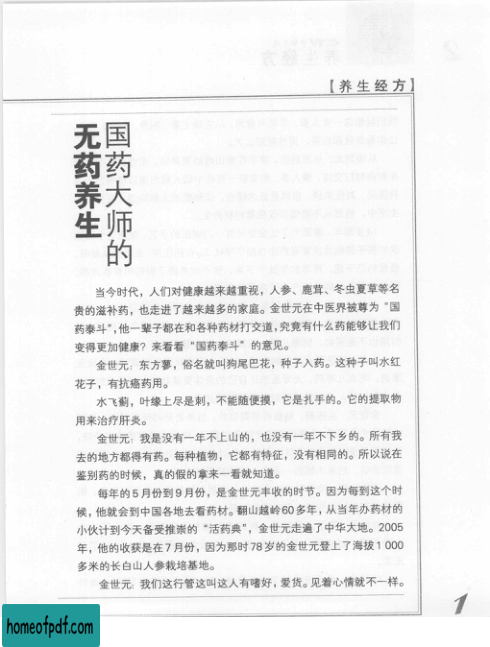 【养生经方】
国药大师的
无药养生
当今时代，人们对健康越来越重视，人参、鹿茸、冬虫夏草等名
贵的滋补药，也走进了越来越多的家庭。金世元在中医界被尊为“国
药泰斗”，他一辈子都在和各种药材打交道，究竟有什么药能够让我们
变得更加健康？来看看“国药泰斗”的意见。
金世元：东方蓼，俗名就叫狗尾巴花，种子入药。这种子叫水红
花子，有抗癌药用。
水飞蓟，叶缘上尽是刺，不能随便摸，它是扎手的。它的提取物
用来治疗肝炎。
金世元：我是没有一年不上山的，也没有一年不下乡的。所有我
去的地方都得有药。每种植物，它都有特征，没有相同的。所以说在
鉴别药的时候，真的假的拿来一看就知道。
每年的5月份到9月份，是金世元丰收的时节。因为每到这个时
候，他就会到中国各地去看药材。翻山越岭60多年，从当年办药材的
小伙计到今天备受推崇的“活药典”，金世元走遍了中华大地。2005
年，他的收获是在7月份，因为那时78岁的金世元登上了海拔1 000
多米的长白山人参栽培基地。
金世元：我们这行管这叫这人有嗜好，爱货。见着心情就不一样。
1
homeofpdf.com